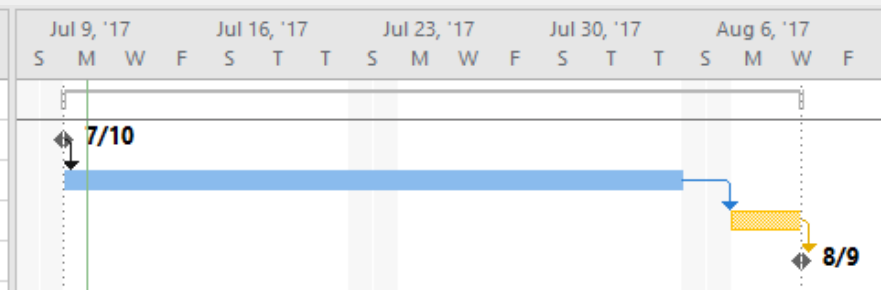 Jul 9, '17 Jul 16, '17 Jul 23, '17 Jul 30, '17 Aug 6, '17
S M W F S T T S M W F S T T S M W F
7/10
8/9